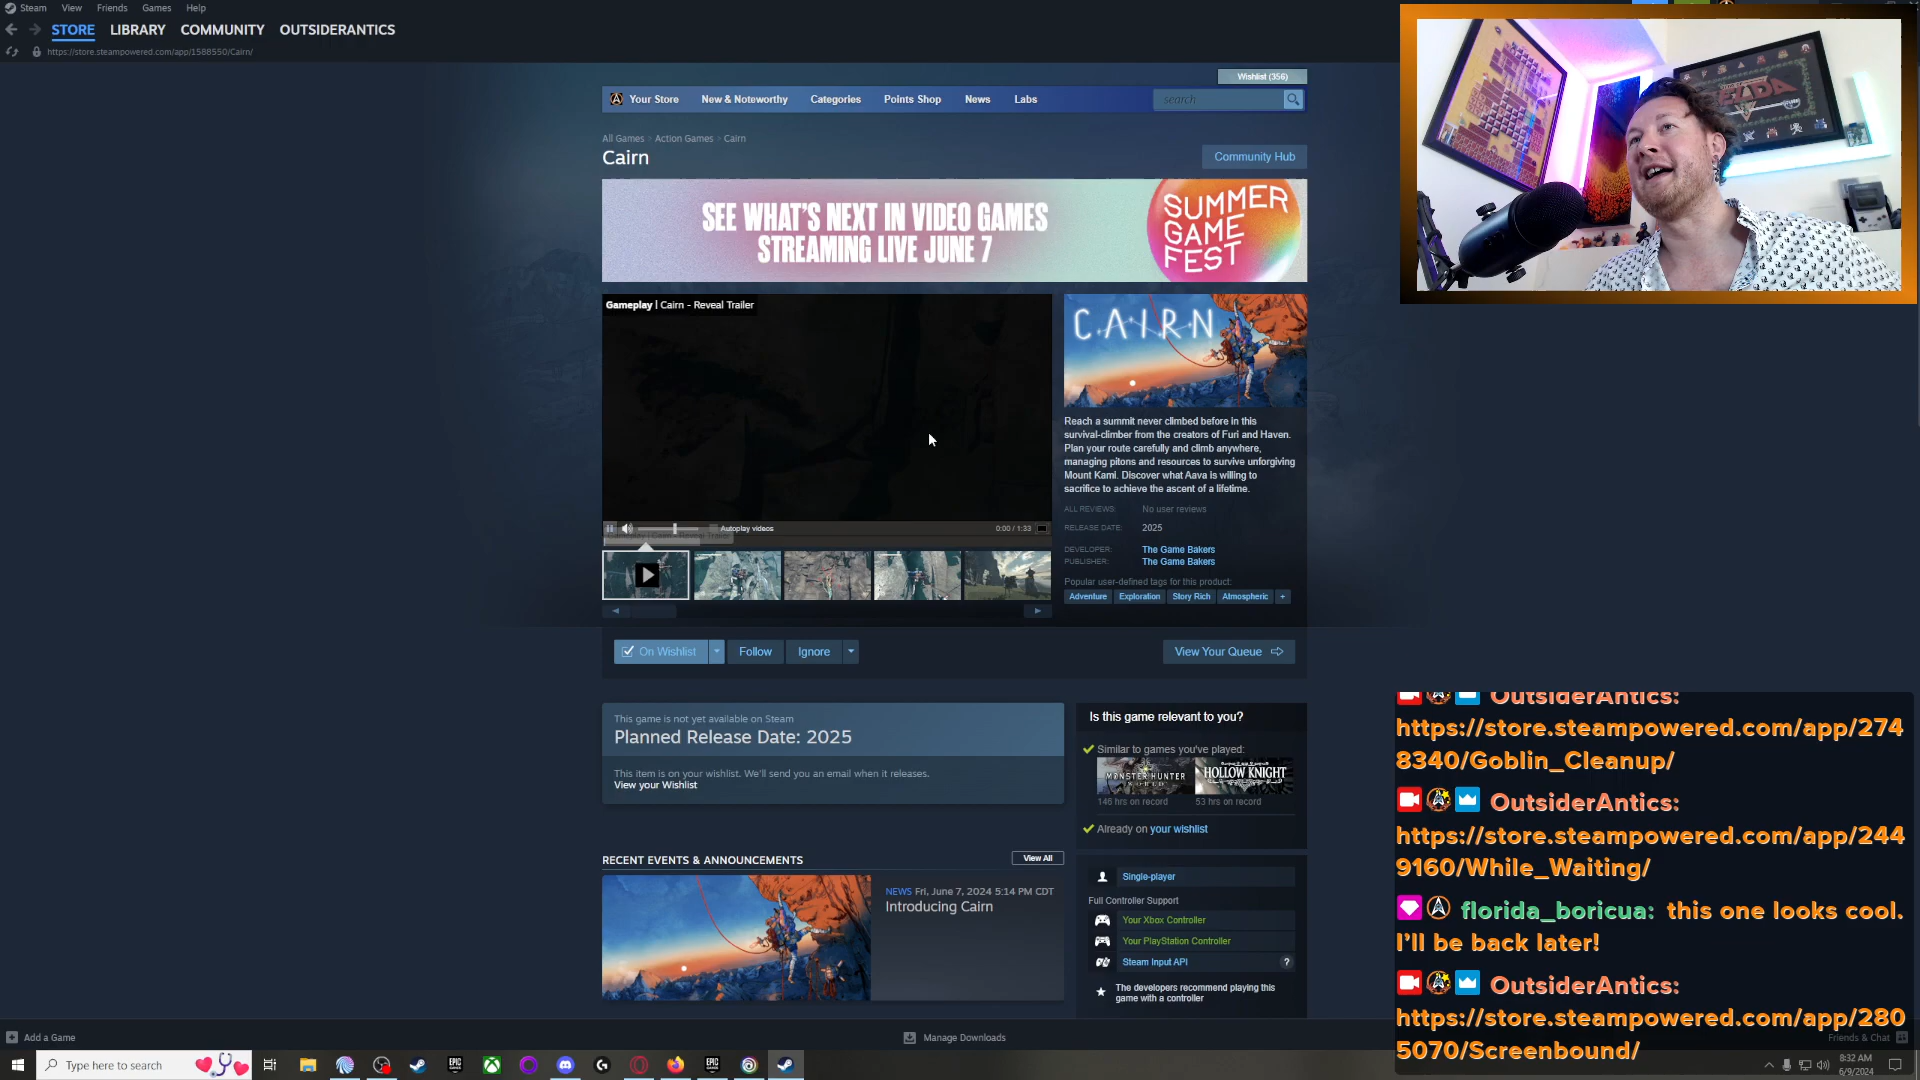 Steam View Friends Games Help
STORE LIBRARY COMMUNITY OUTSIDERANTICS
https://store.steampowered.com/app/1588550/Cairn/
Wishlist (356)
Your Store New & Noteworthy Categories Points Shop News Labs search
All Games > Action Games > Cairn
Cairn
Community Hub
SEE WHAT'S NEXT IN VIDEO GAMES
STREAMING LIVE JUNE 7
SUMMER
GAME
FEST
Gameplay | Cairn - Reveal Trailer
Autoplay videos
0:00 / 1:33
CAIRN
Reach a summit never climbed before in this
survival-climber from the creators of Furi and Haven.
Plan your route carefully and climb anywhere,
managing pitons and resources to survive unforgiving
Mount Kami. Discover what Aava is willing to
sacrifice to achieve the ascent of a lifetime.
ALL REVIEWS: No user reviews
RELEASE DATE: 2025
DEVELOPER: The Game Bakers
PUBLISHER: The Game Bakers
Popular user-defined tags for this product:
Adventure Exploration Story Rich Atmospheric +
On Wishlist Follow Ignore
View Your Queue
This game is not yet available on Steam
Planned Release Date: 2025
This item is on your wishlist. We'll send you an email when it releases.
View your Wishlist
Is this game relevant to you?
Similar to games you've played:
MONSTER HUNTER
WORLD
HOLLOW KNIGHT
146 hrs on record 53 hrs on record
Already on your wishlist
RECENT EVENTS & ANNOUNCEMENTS
View All
NEWS Fri, June 7, 2024 5:14 PM CDT
Introducing Cairn
Single-player
Full Controller Support
Your Xbox Controller
Your PlayStation Controller
Steam Input API ?
The developers recommend playing this
game with a controller
OutsiderAntics:
https://store.steampowered.com/app/274
8340/Goblin_Cleanup/
OutsiderAntics:
https://store.steampowered.com/app/244
9160/While_Waiting/
florida_boricua: this one looks cool.
I'll be back later!
OutsiderAntics:
https://store.steampowered.com/app/280
5070/Screenbound/
Add a Game
Manage Downloads
Friends & Chat
Type here to search
EPIC
GAMES
EPIC
GAMES
8:32 AM
6/9/2024